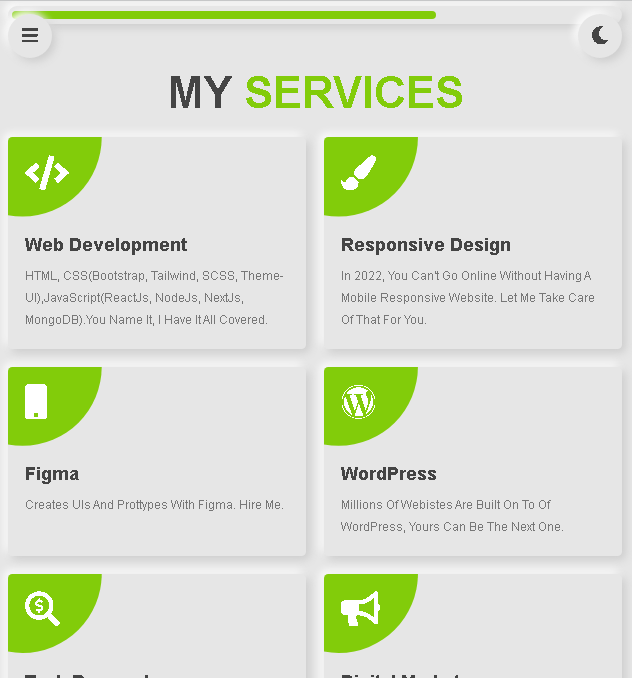 MY SERVICES
Web Development
HTML, CSS(Bootstrap, Tailwind, SCSS, Theme-
UI),JavaScript(ReactJs, NodeJs, NextJs,
MongoDB).You Name It, I Have It All Covered.
Responsive Design
In 2022, You Can't Go Online Without Having A
Mobile Responsive Website. Let Me Take Care
Of That For You.
Figma
Creates UIs And Prottypes With Figma. Hire Me.
WordPress
Millions Of Webistes Are Built On To Of
WordPress, Yours Can Be The Next One.